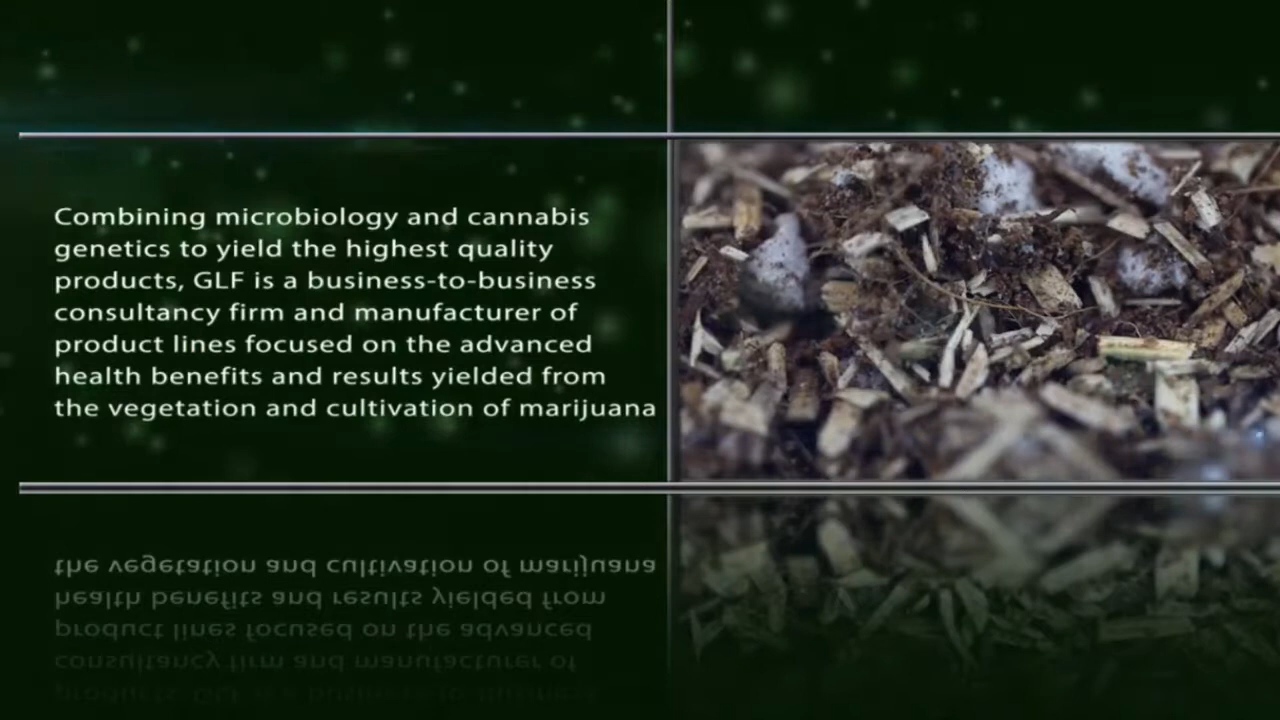 Combining microbiology and cannabis
genetics to yield the highest quality
products, GLF is a business-to-business
consultancy firm and manufacturer of
product lines focused on the advanced
health benefits and results yielded from
the vegetation and cultivation of marijuana